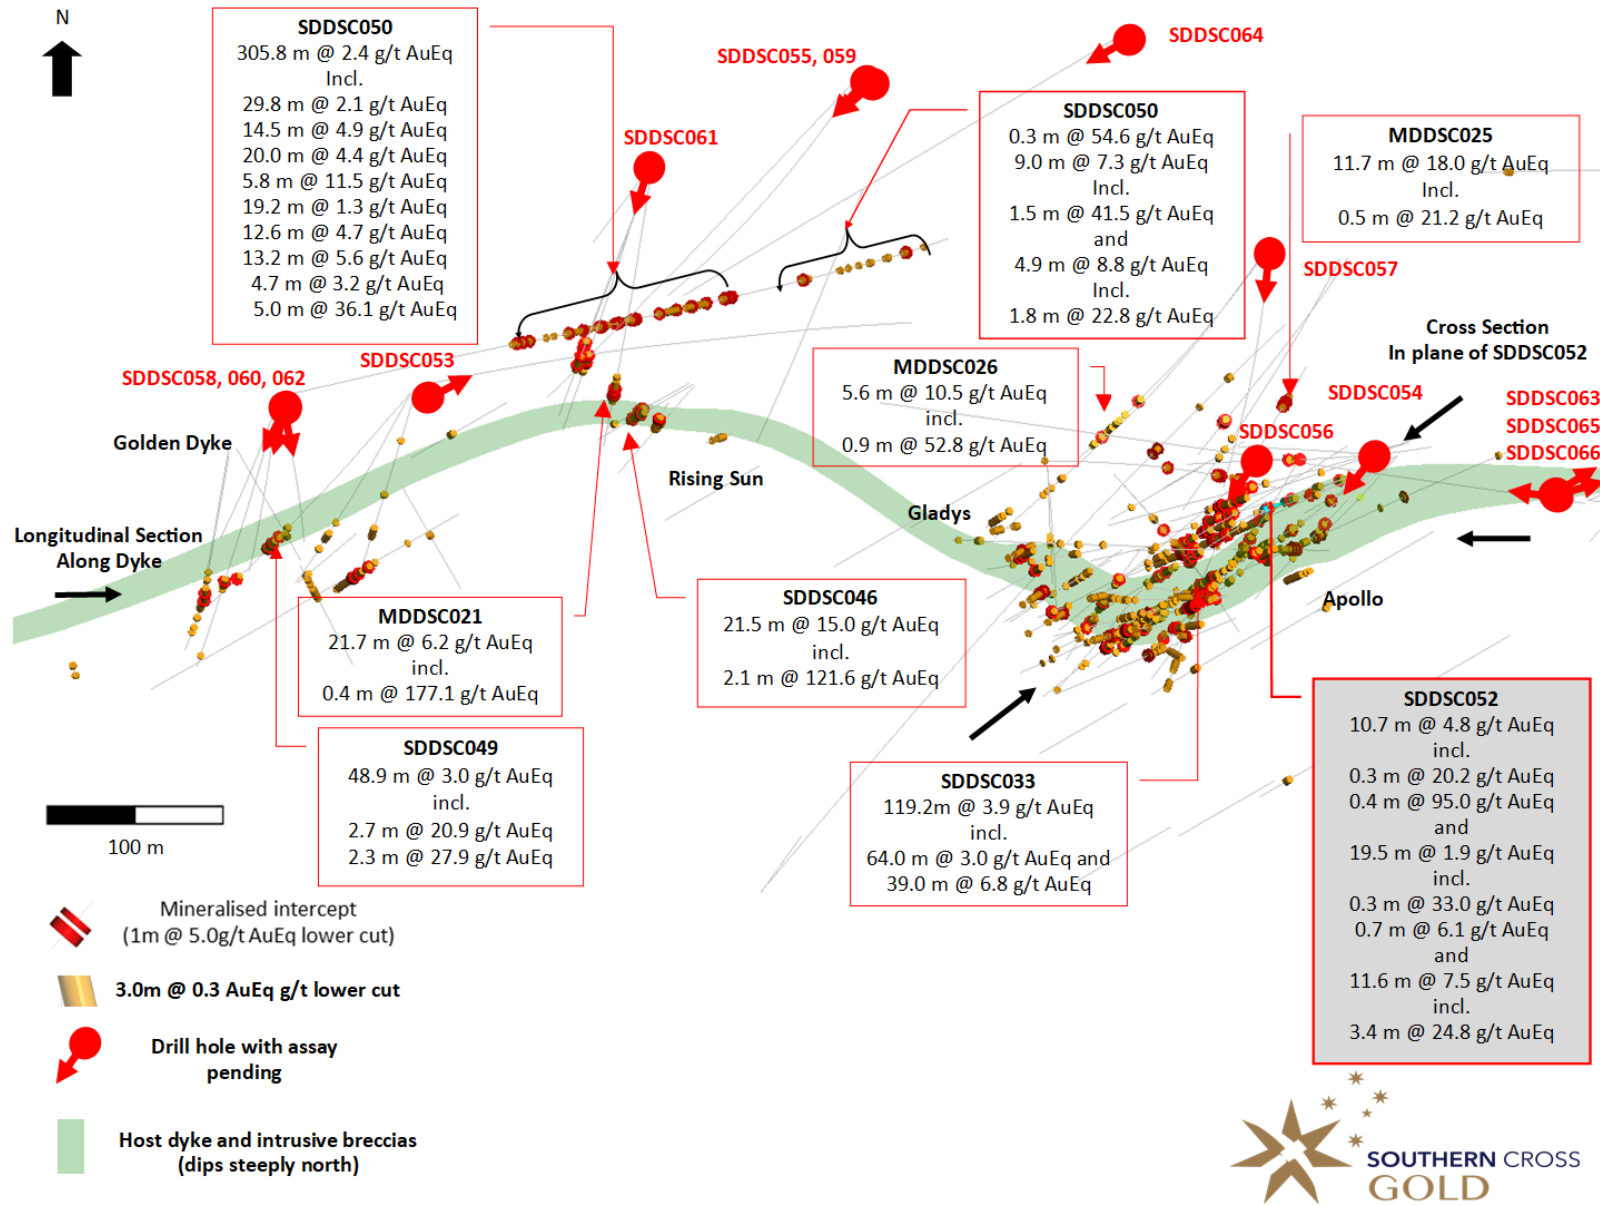 N
SDDSC050
305.8 m @ 2.4 g/t AuEq
Incl.
29.8 m @ 2.1 g/t AuEq
14.5 m @ 4.9 g/t AuEq
20.0 m @ 4.4 g/t AuEq
5.8 m @ 11.5 g/t AuEq
19.2 m @ 1.3 g/t AuEq
12.6 m @ 4.7 g/t AuEq
13.2 m @ 5.6 g/t AuEq
4.7 m @ 3.2 g/t AuEq
5.0 m @ 36.1 g/t AuEq
SDDSC055, 059
SDDSC064
SDDSC061
SDDSC050
0.3 m @ 54.6 g/t AuEq
9.0 m @ 7.3 g/t AuEq
Incl.
1.5 m @ 41.5 g/t AuEq
and
4.9 m @ 8.8 g/t AuEq
Incl.
1.8 m @ 22.8 g/t AuEq
MDDSC025
11.7 m @ 18.0 g/t AuEq
Incl.
0.5 m @ 21.2 g/t AuEq
SDDSC057
Cross Section
In plane of SDDSC052
SDDSC053
SDDSC058, 060, 062
MDDSC026
5.6 m @ 10.5 g/t AuEq
incl.
0.9 m @ 52.8 g/t AuEq
SDDSC054
SDDSC063
SDDSC065
SDDSC066
SDDSC056
Golden Dyke
Rising Sun
Gladys
Longitudinal Section
Along Dyke
Apollo
MDDSC021
21.7 m @ 6.2 g/t AuEq
incl.
0.4 m @ 177.1 g/t AuEq
SDDSC046
21.5 m @ 15.0 g/t AuEq
incl.
2.1 m @ 121.6 g/t AuEq
SDDSC049
48.9 m @ 3.0 g/t AuEq
incl.
2.7 m @ 20.9 g/t AuEq
2.3 m @ 27.9 g/t AuEq
SDDSC033
119.2m @ 3.9 g/t AuEq
incl.
64.0 m @ 3.0 g/t AuEq and
39.0 m @ 6.8 g/t AuEq
SDDSC052
10.7 m @ 4.8 g/t AuEq
incl.
0.3 m @ 20.2 g/t AuEq
0.4 m @ 95.0 g/t AuEq
and
19.5 m @ 1.9 g/t AuEq
incl.
0.3 m @ 33.0 g/t AuEq
0.7 m @ 6.1 g/t AuEq
and
11.6 m @ 7.5 g/t AuEq
incl.
3.4 m @ 24.8 g/t AuEq
100 m
Mineralised intercept
(1m @ 5.0g/t AuEq lower cut)
3.0m @ 0.3 AuEq g/t lower cut
Drill hole with assay
pending
Host dyke and intrusive breccias
(dips steeply north)
SOUTHERN CROSS
GOLD